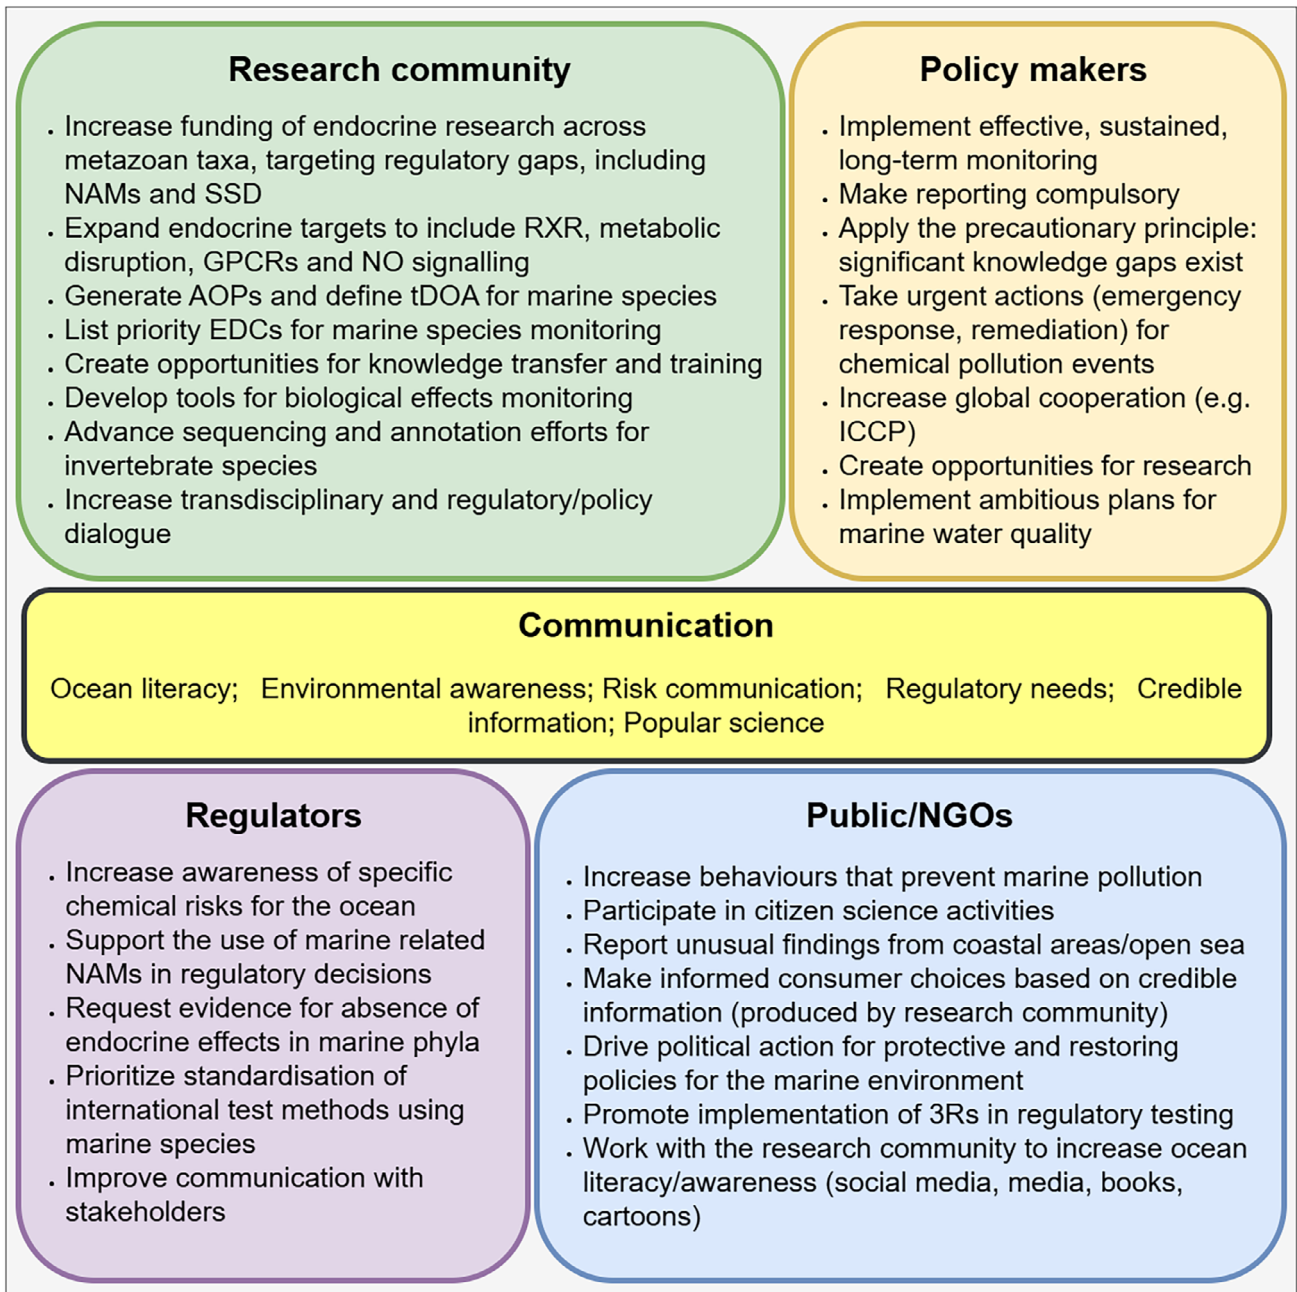 Research community
• Increase funding of endocrine research across
metazoan taxa, targeting regulatory gaps, including
NAMs and SSD
• Expand endocrine targets to include RXR, metabolic
disruption, GPCRs and NO signalling
• Generate AOPs and define tDOA for marine species
• List priority EDCs for marine species monitoring
• Create opportunities for knowledge transfer and training
• Develop tools for biological effects monitoring
• Advance sequencing and annotation efforts for
invertebrate species
• Increase transdisciplinary and regulatory/policy
dialogue
Policy makers
• Implement effective, sustained,
long-term monitoring
• Make reporting compulsory
• Apply the precautionary principle:
significant knowledge gaps exist
• Take urgent actions (emergency
response, remediation) for
chemical pollution events
• Increase global cooperation (e.g.
ICCP)
• Create opportunities for research
• Implement ambitious plans for
marine water quality
Communication
Ocean literacy; Environmental awareness; Risk communication; Regulatory needs; Credible
information; Popular science
Regulators
• Increase awareness of specific
chemical risks for the ocean
• Support the use of marine related
NAMs in regulatory decisions
• Request evidence for absence of
endocrine effects in marine phyla
• Prioritize standardisation of
international test methods using
marine species
• Improve communication with
stakeholders
Public/NGOs
• Increase behaviours that prevent marine pollution
• Participate in citizen science activities
• Report unusual findings from coastal areas/open sea
• Make informed consumer choices based on credible
information (produced by research community)
• Drive political action for protective and restoring
policies for the marine environment
• Promote implementation of 3Rs in regulatory testing
• Work with the research community to increase ocean
literacy/awareness (social media, media, books,
cartoons)